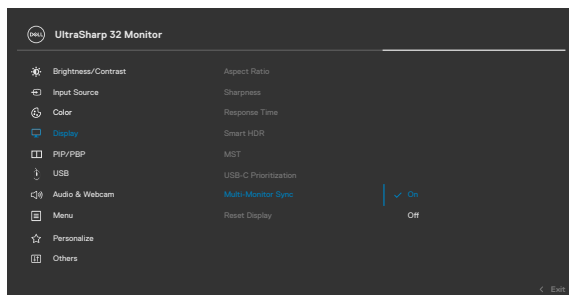 DELL UltraSharp 32 Monitor
Brightness/Contrast Aspect Ratio
Input Source Sharpness
Color Response Time
Display Smart HDR
PIP/PBP MST
USB USB-C Prioritization
Audio & Webcam Multi-Monitor Sync ✓ On
Menu Reset Display Off
Personalize
Others
< Exit